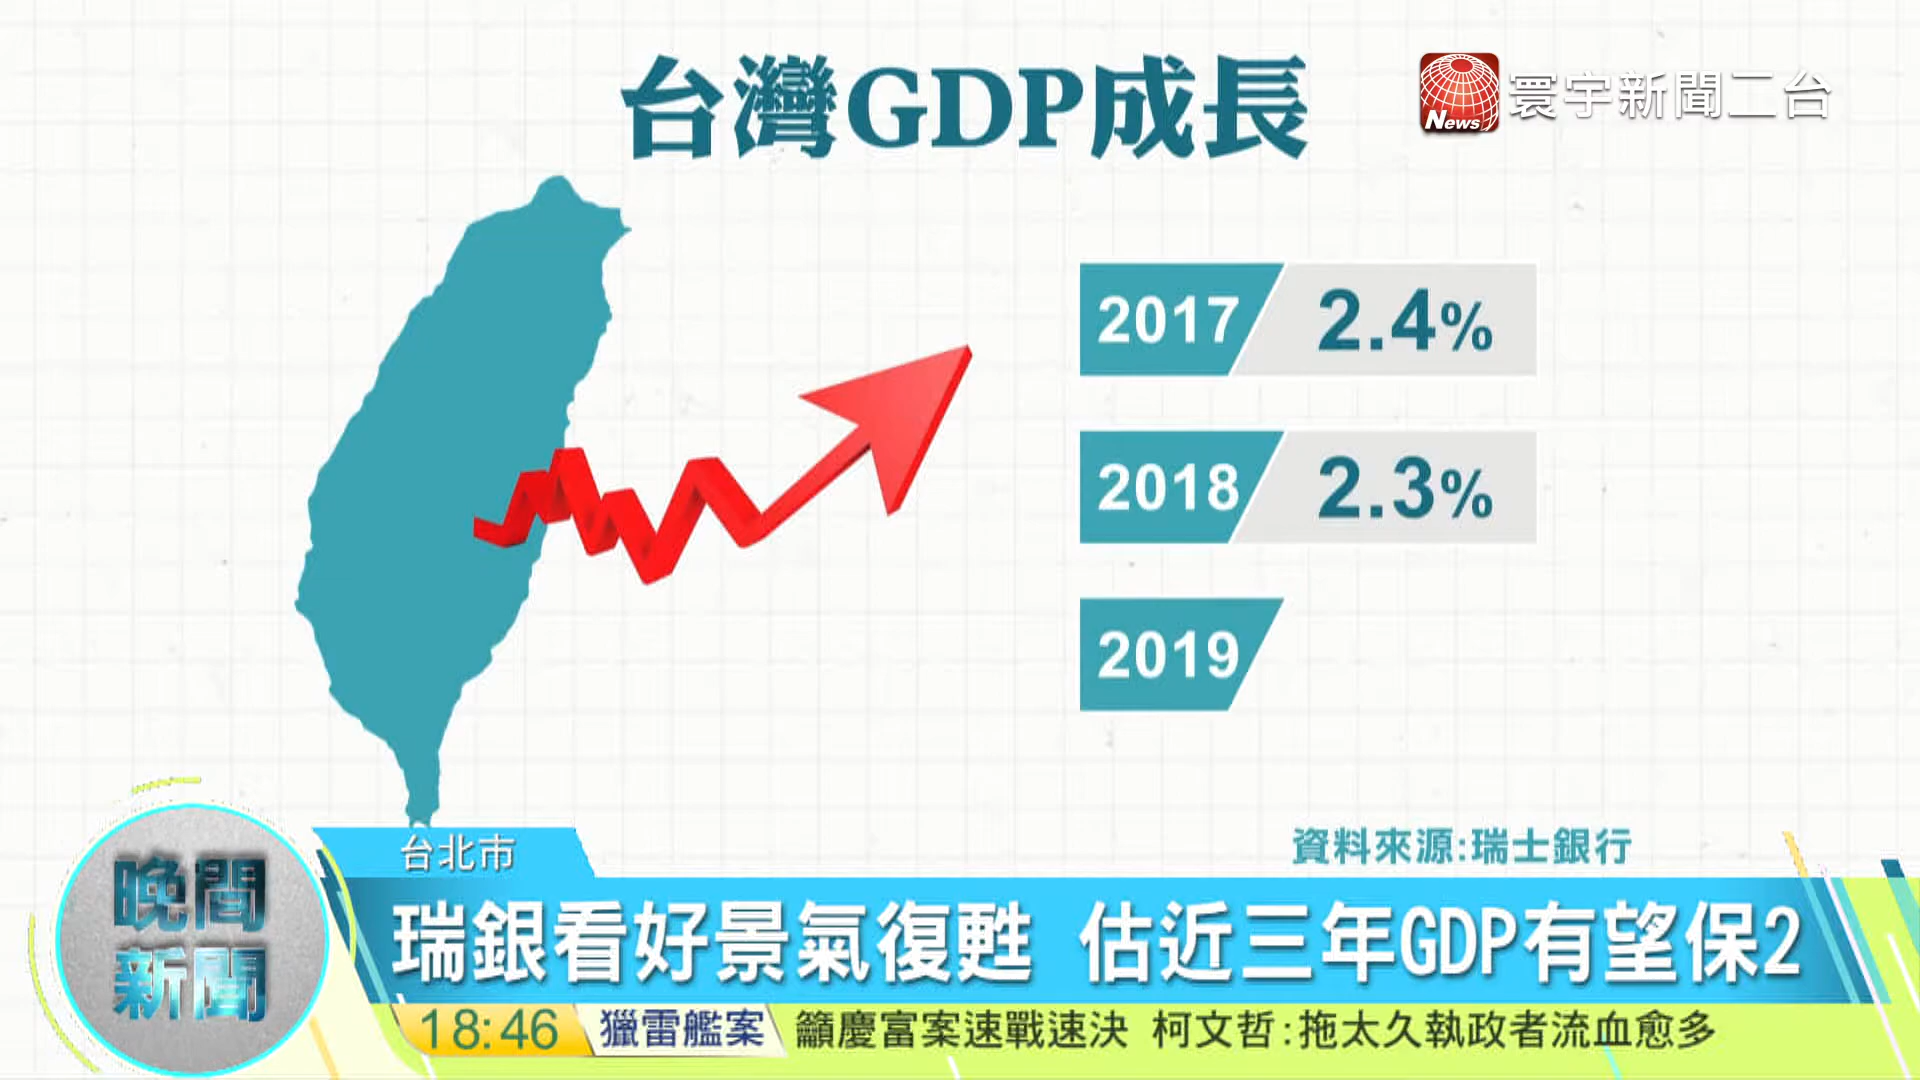 台灣GDP成長
News 寰宇新聞二台
2017 2.4%
2018 2.3%
2019
資料來源:瑞士銀行
台北市
晚間
新聞
瑞銀看好景氣復甦 估近三年GDP有望保2
18:46 獵雷艦案 籲慶富案速戰速決 柯文哲:拖太久執政者流血愈多